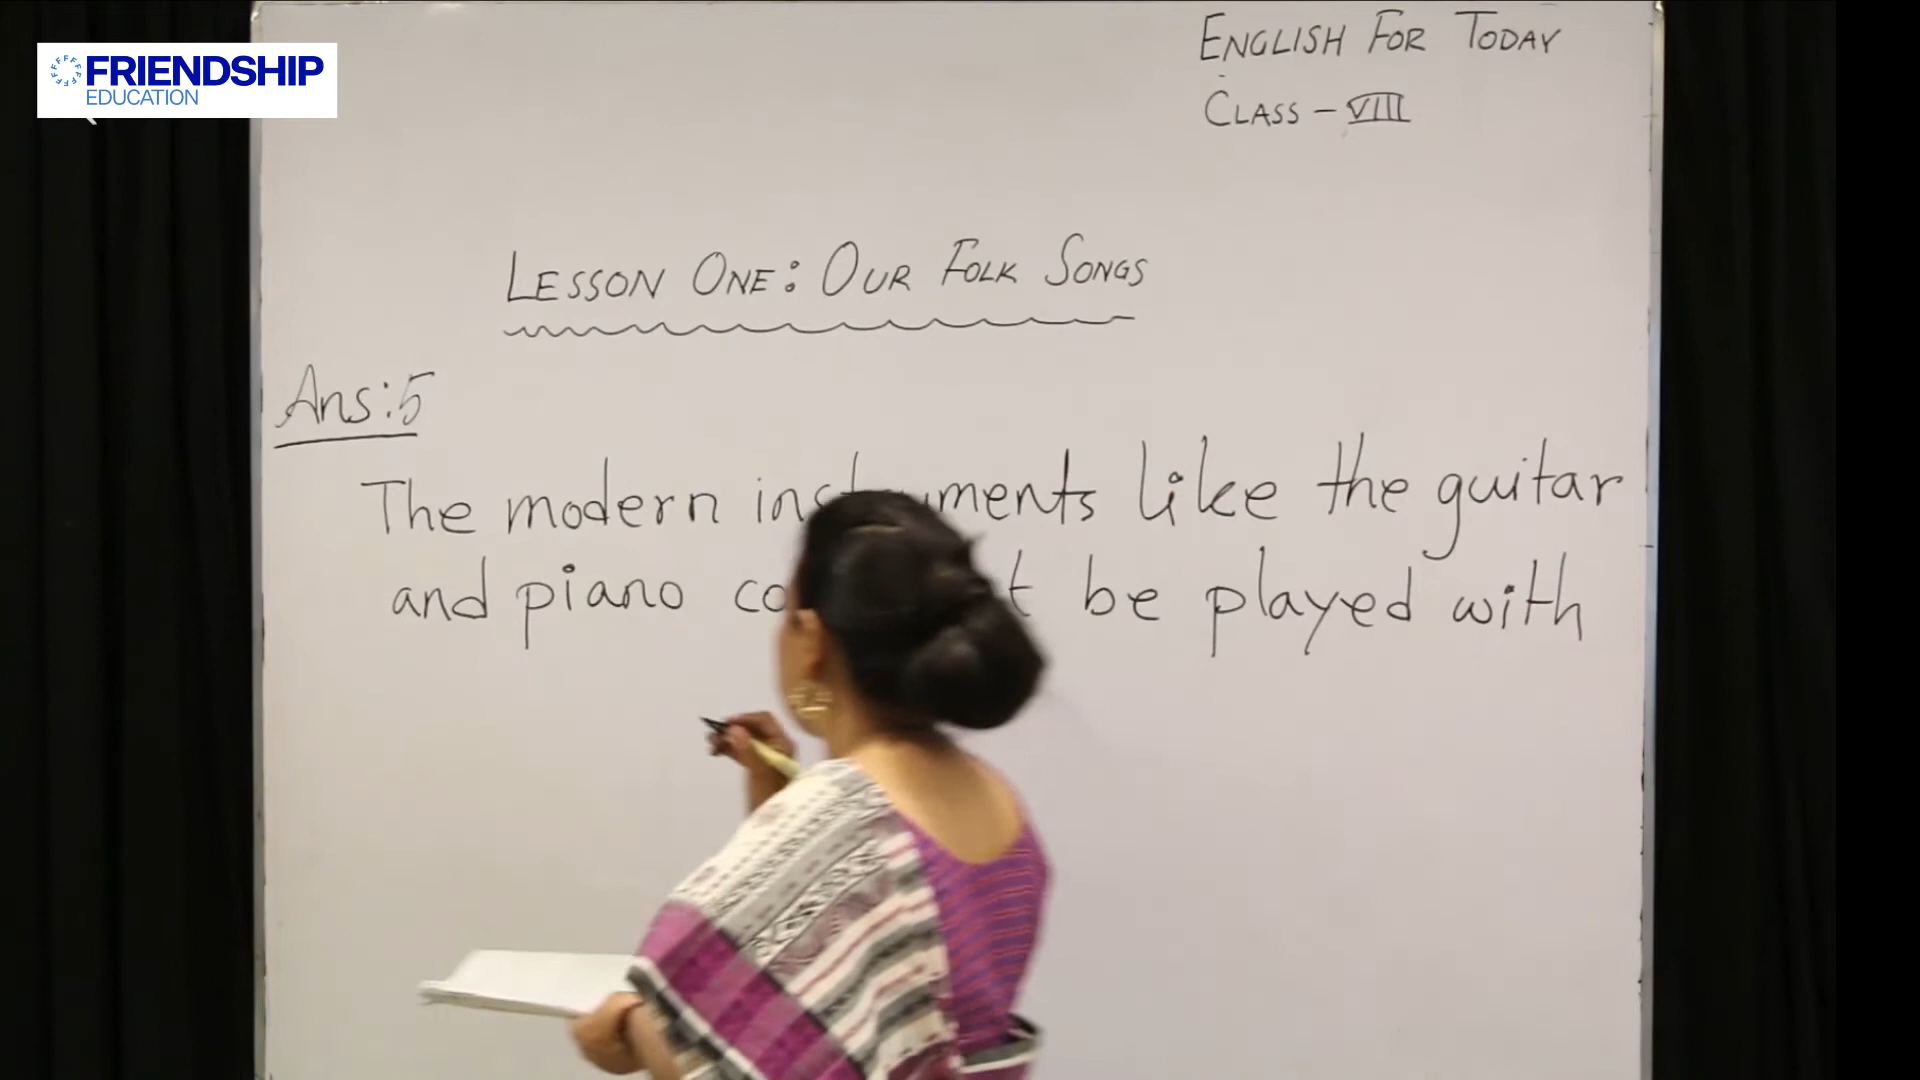 FRIENDSHIP
EDUCATION
ENGLISH FOR TODAY
CLASS – VIII
LESSON ONE: OUR FOLK SONGS
Ans:5
The modern instruments like the guitar
and piano be played with